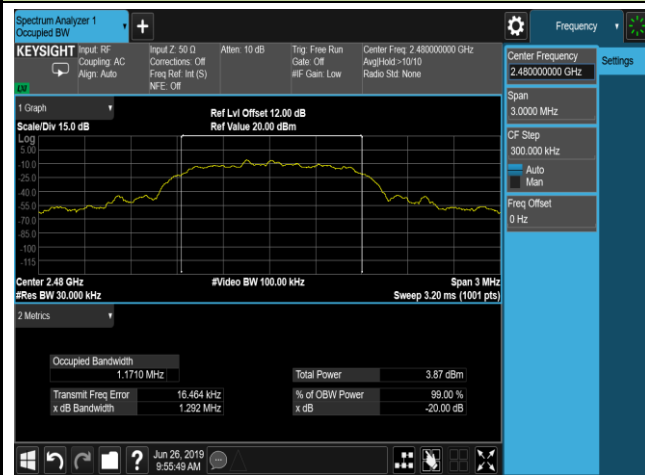 Spectrum Analyzer 1
Occupied BW
Frequency
KEYSIGHT
Input: RF
Coupling: AC
Align: Auto
Input Z: 50 Ω
Corrections: Off
Freq Ref: Int (S)
NFE: Off
Atten: 10 dB
Trig: Free Run
Gate: Off
#IF Gain: Low
Center Freq: 2.480000000 GHz
Avg|Hold:>10/10
Radio Std: None
LXI
1 Graph
Scale/Div 15.0 dB
Ref Lvl Offset 12.00 dB
Ref Value 20.00 dBm
Log
5.00
-10.0
-25.0
-40.0
-55.0
-70.0
-85.0
-100
-115
Center 2.48 GHz
#Video BW 100.00 kHz
Span 3 MHz
#Res BW 30.000 kHz
Sweep 3.20 ms (1001 pts)
2 Metrics
Occupied Bandwidth
1.1710 MHz
Total Power 3.87 dBm
Transmit Freq Error 16.464 kHz
% of OBW Power 99.00 %
x dB Bandwidth 1.292 MHz
x dB -20.00 dB
Center Frequency
2.480000000 GHz
Settings
Span
3.0000 MHz
CF Step
300.000 kHz
Auto
Man
Freq Offset
0 Hz
Jun 26, 2019
9:55:49 AM